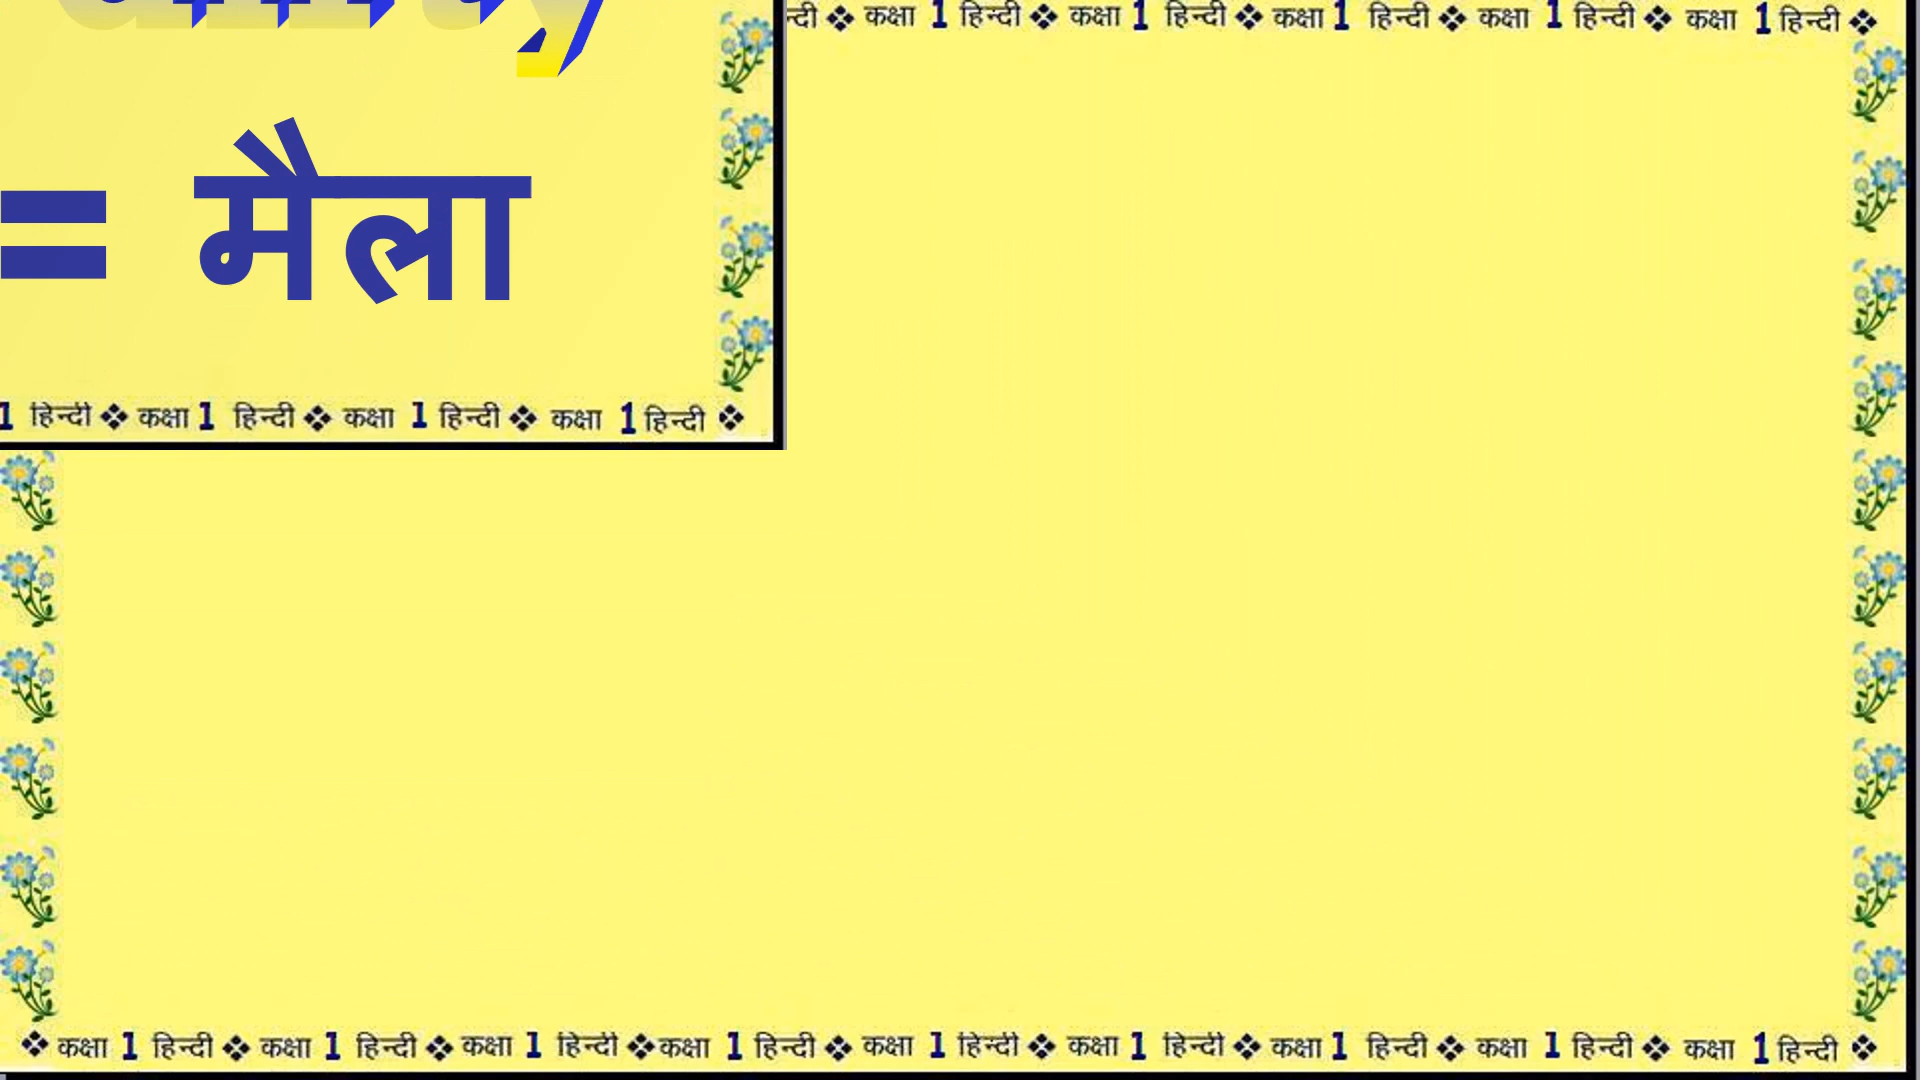 ❖ कक्षा 1 हिन्दी ❖ कक्षा 1 हिन्दी ❖ कक्षा 1 हिन्दी ❖ कक्षा 1 हिन्दी ❖ कक्षा 1 हिन्दी ❖
= मैला
1 हिन्दी ❖ कक्षा 1 हिन्दी ❖ कक्षा 1 हिन्दी ❖ कक्षा 1 हिन्दी ❖
❖ कक्षा 1 हिन्दी ❖ कक्षा 1 हिन्दी ❖ कक्षा 1 हिन्दी ❖ कक्षा 1 हिन्दी ❖ कक्षा 1 हिन्दी ❖ कक्षा 1 हिन्दी ❖ कक्षा 1 हिन्दी ❖ कक्षा 1 हिन्दी ❖ कक्षा 1 हिन्दी ❖